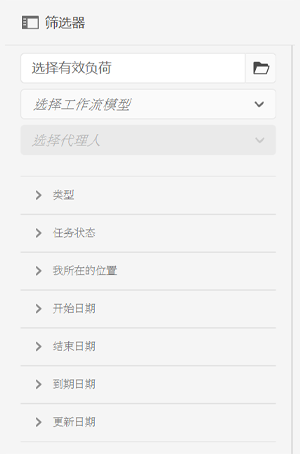 筛选器
选择有效负荷
选择工作流模型
选择代理人
类型
任务状态
我所在的位置
开始日期
结束日期
到期日期
更新日期